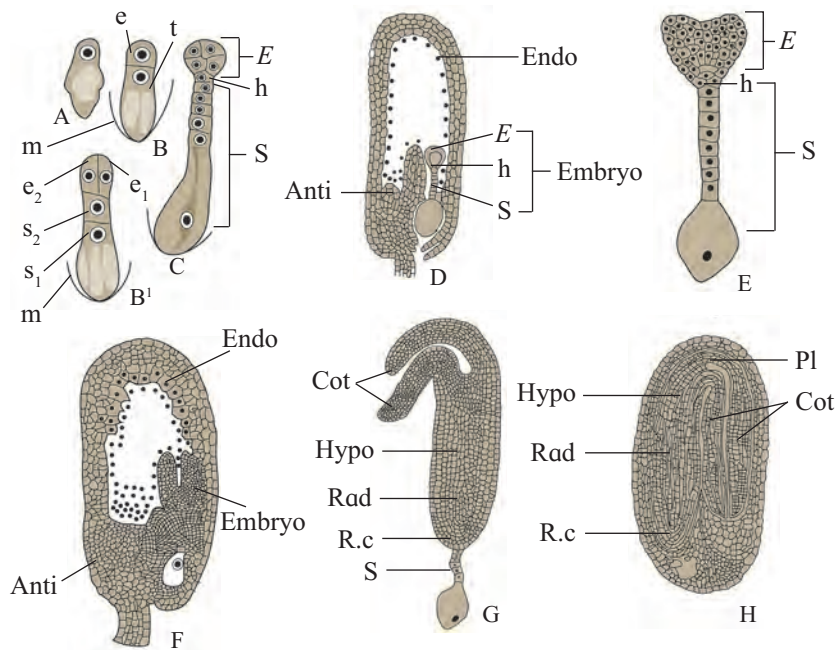 e
t
E
h
A
m
B
S
e₂
e₁
s₂
s₁
C
m
B¹
Endo
E
h
Embryo
Anti
S
D
E
h
S
E
Endo
Embryo
Anti
F
Cot
Hypo
Rad
R.c
S
G
Pl
Hypo
Cot
Rad
R.c
H